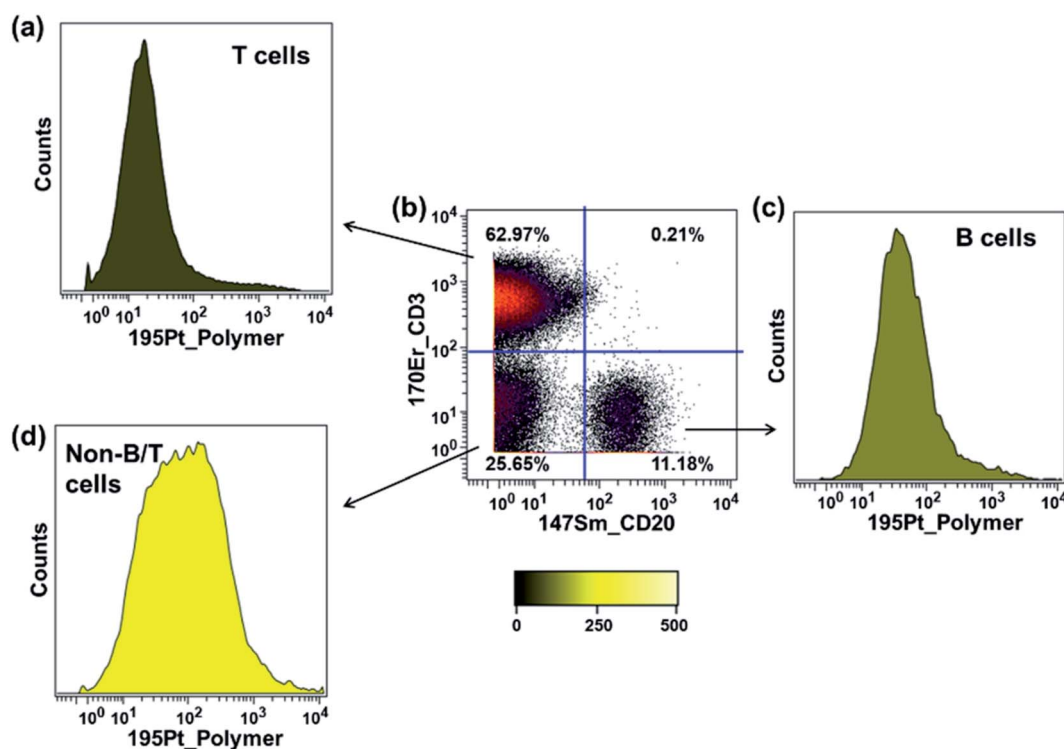 (a)
T cells
Counts
10⁰ 10¹ 10² 10³ 10⁴
195Pt_Polymer
(b)
10⁴
10³
10²
10¹
10⁰
170Er_CD3
62.97%
0.21%
25.65%
11.18%
10⁰ 10¹ 10² 10³ 10⁴
147Sm_CD20
0 250 500
(c)
B cells
Counts
10⁰ 10¹ 10² 10³ 10⁴
195Pt_Polymer
(d)
Non-B/T
cells
Counts
10⁰ 10¹ 10² 10³ 10⁴
195Pt_Polymer